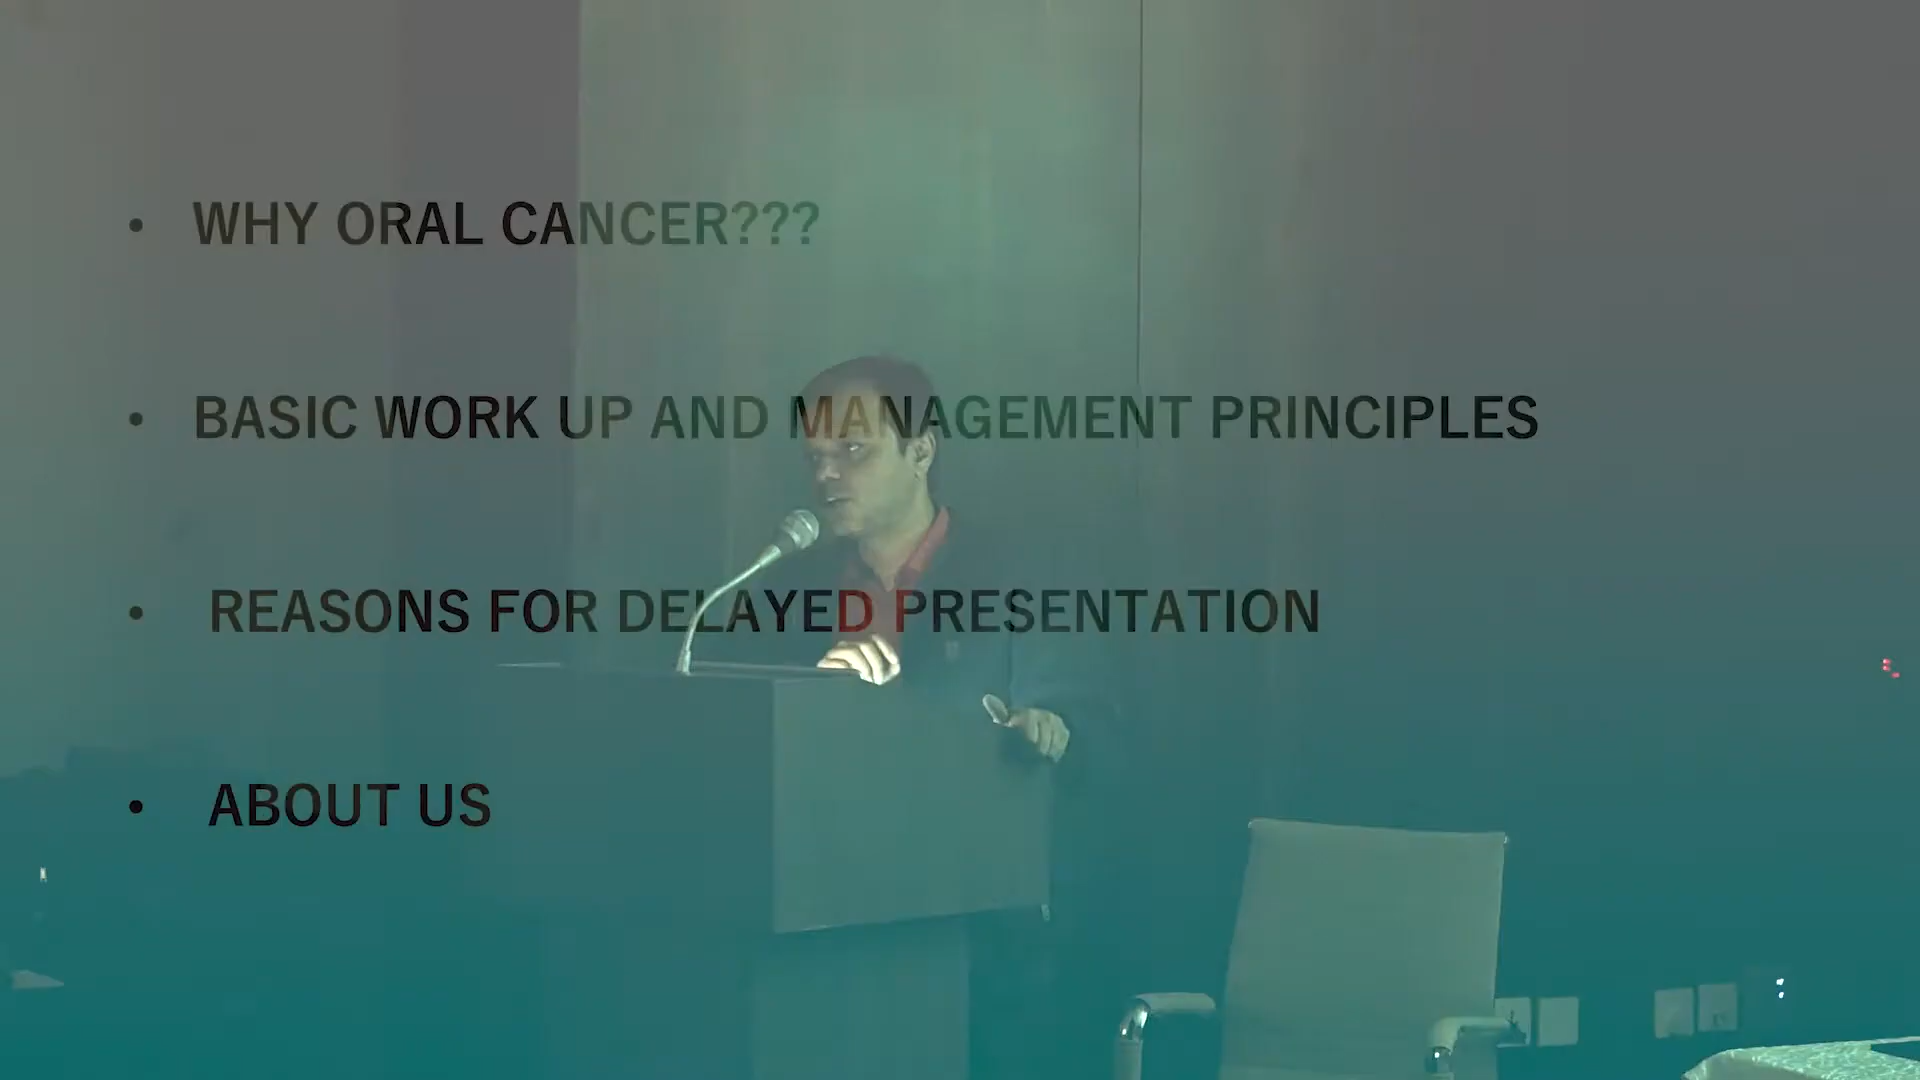 • WHY ORAL CANCER???
• BASIC WORK UP AND MANAGEMENT PRINCIPLES
• REASONS FOR DELAYED PRESENTATION
• ABOUT US